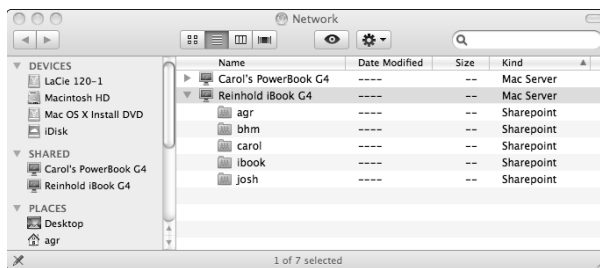 Network
DEVICES
LaCie 120-1
Macintosh HD
Mac OS X Install DVD
iDisk
SHARED
Carol's PowerBook G4
Reinhold iBook G4
PLACES
Desktop
agr
Name Date Modified Size Kind
Carol's PowerBook G4 ---- -- Mac Server
Reinhold iBook G4 ---- -- Mac Server
agr ---- -- Sharepoint
bhm ---- -- Sharepoint
carol ---- -- Sharepoint
ibook ---- -- Sharepoint
josh ---- -- Sharepoint
1 of 7 selected